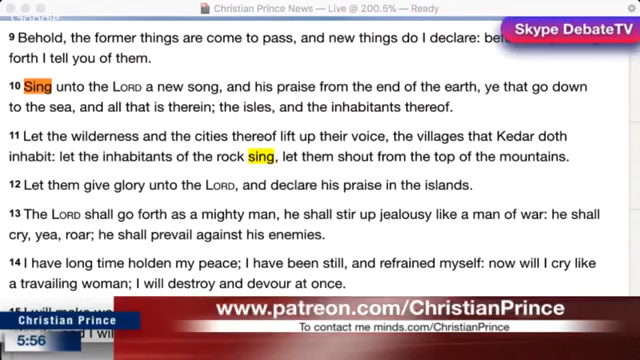 Christian Prince News — Live @ 200.5% — Ready
Google
Skype DebateTV
9 Behold, the former things are come to pass, and new things do I declare:
forth I tell you of them.
10 Sing unto the LORD a new song, and his praise from the end of the earth, ye that go down
to the sea, and all that is therein; the isles, and the inhabitants thereof.
11 Let the wilderness and the cities thereof lift up their voice, the villages that Kedar doth
inhabit: let the inhabitants of the rock sing, let them shout from the top of the mountains.
12 Let them give glory unto the LORD, and declare his praise in the islands.
13 The LORD shall go forth as a mighty man, he shall stir up jealousy like a man of war: he shall
cry, yea, roar; he shall prevail against his enemies.
14 I have long time holden my peace; I have been still, and refrained myself: now will I cry like
a travailing woman; I will destroy and devour at once.
www.patreon.com/ChristianPrince
Christian Prince
To contact me minds.com/ChristianPrince
5:56